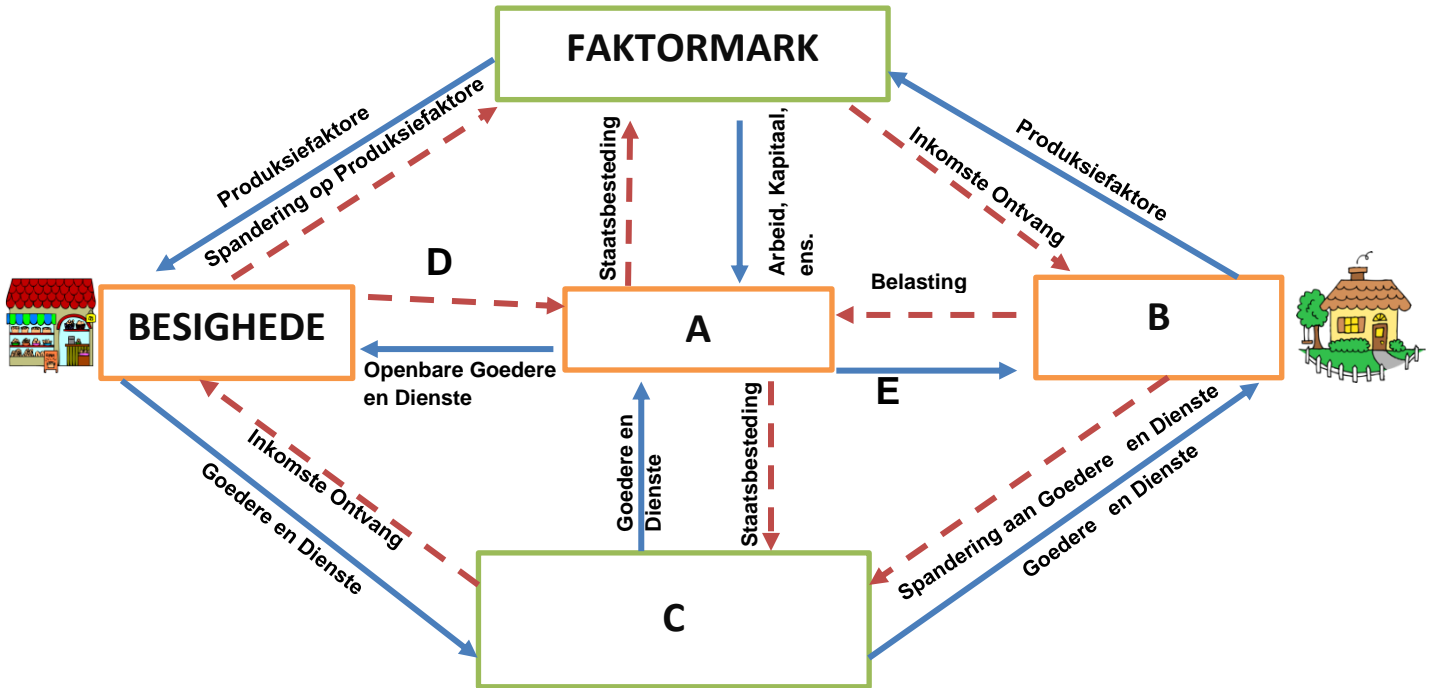 FAKTORMARK
Produksiefaktore
Spandering op Produksiefaktore
Staatsbesteding
Arbeid, Kapitaal,
ens.
Inkomste Ontvang
Produksiefaktore
D
Belasting
BESIGHEDE
A
B
Openbare Goedere
en Dienste
E
Inkomste Ontvang
Goedere en Dienste
Goedere en
Dienste
Staatsbesteding
Spandering aan Goedere en Dienste
Goedere en Dienste
C